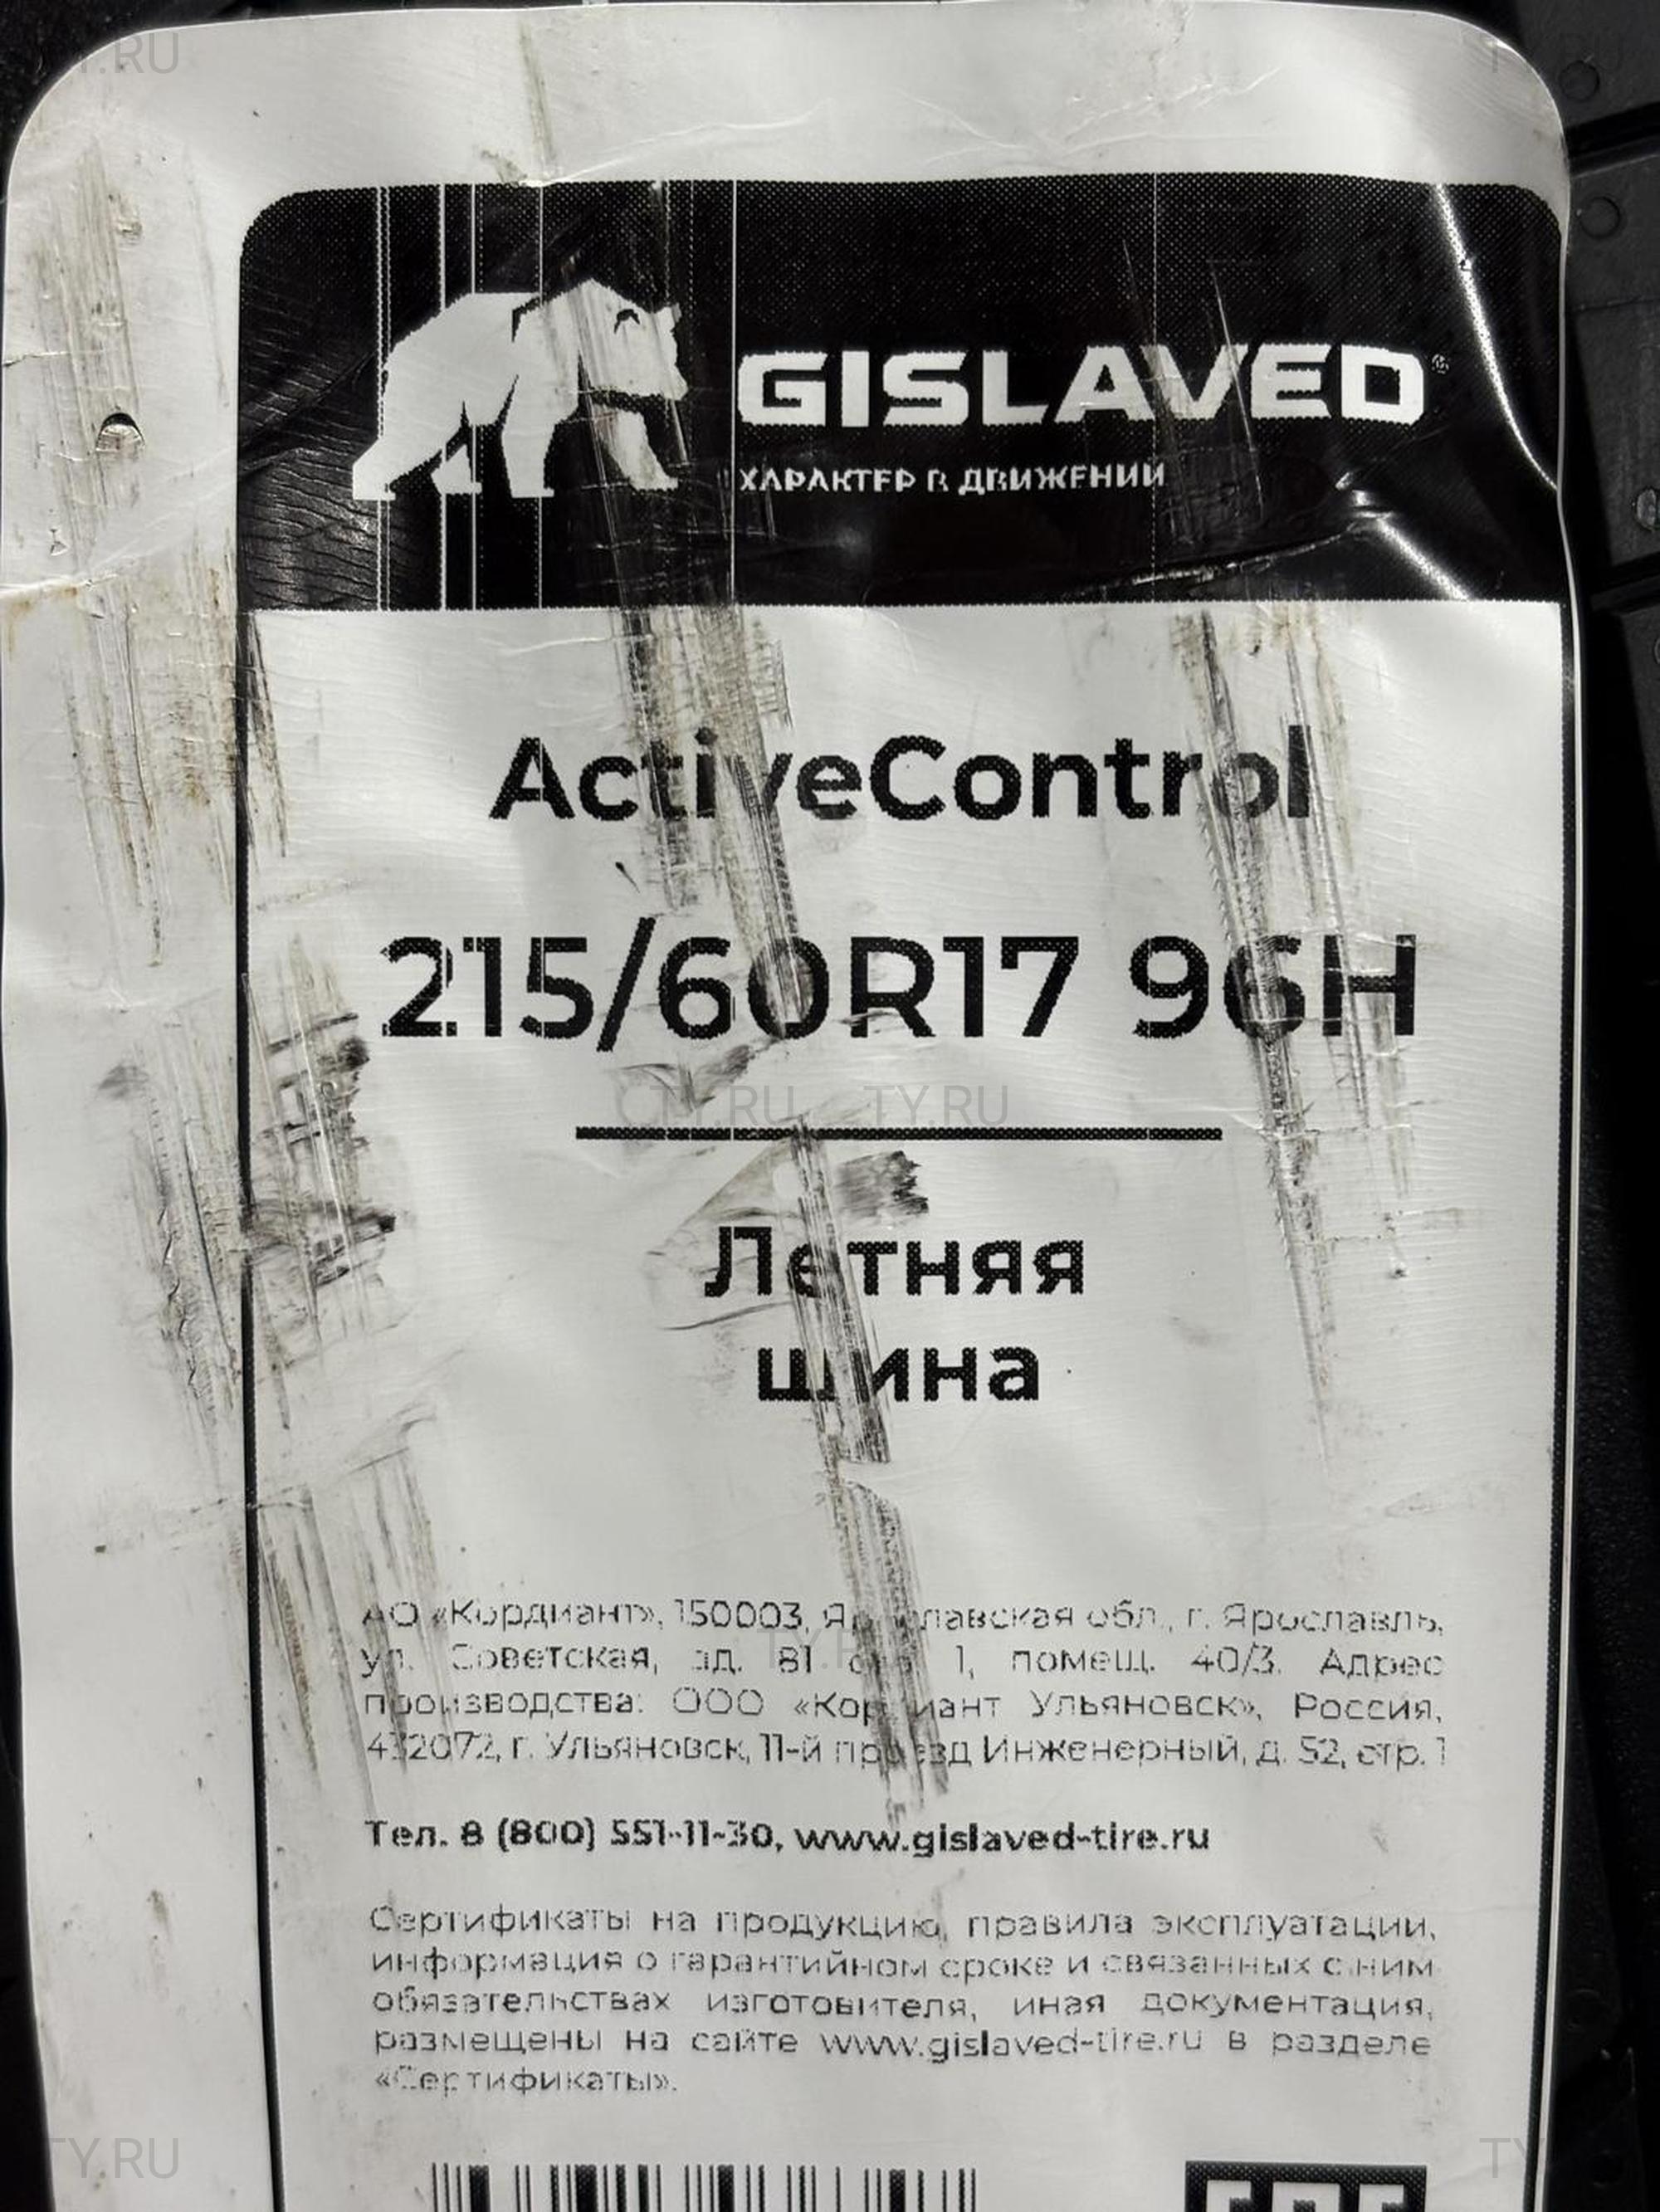 GISLAVED®
ХАРАКТЕР В ДВИЖЕНИИ
ActiveControl
215/60R17 96H
Летняя
шина
АО «Кордиант», 150003, Ярославская обл., г. Ярославль,
ул. Советская, зд. 81 стр. 1, помещ. 40/3. Адрес
производства: ООО «Кордиант Ульяновск», Россия,
432072, г. Ульяновск, 11-й проезд Инженерный, д. 52, стр. 1
Тел. 8 (800) 551-11-30, www.gislaved-tire.ru
Сертификаты на продукцию, правила эксплуатации,
информация о гарантийном сроке и связанных с ним
обязательствах изготовителя, иная документация,
размещены на сайте www.gislaved-tire.ru в разделе
«Сертификаты».